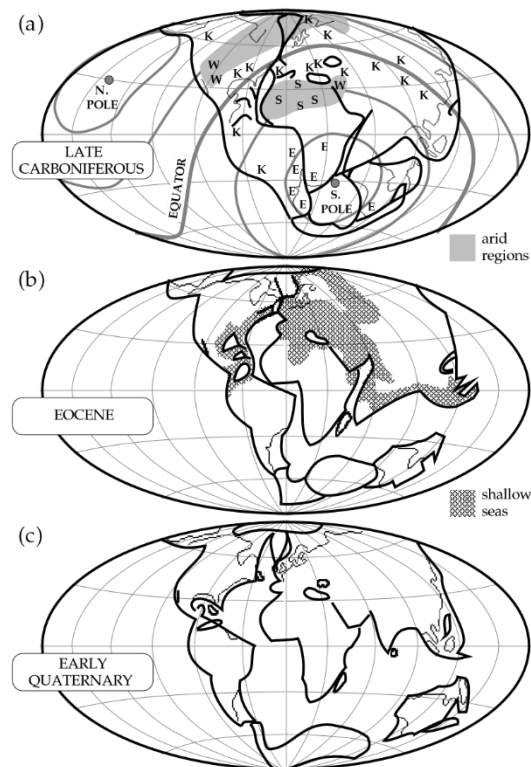 (a)
K
K
N.
POLE
W
W
K
K
K
K
K
K
K
K
K
S
W
S
S
S
K
K
E
E
K
E
E
E
E
S.
POLE
E
EQUATOR
LATE
CARBONIFEROUS
arid
regions
(b)
EOCENE
shallow
seas
(c)
EARLY
QUATERNARY